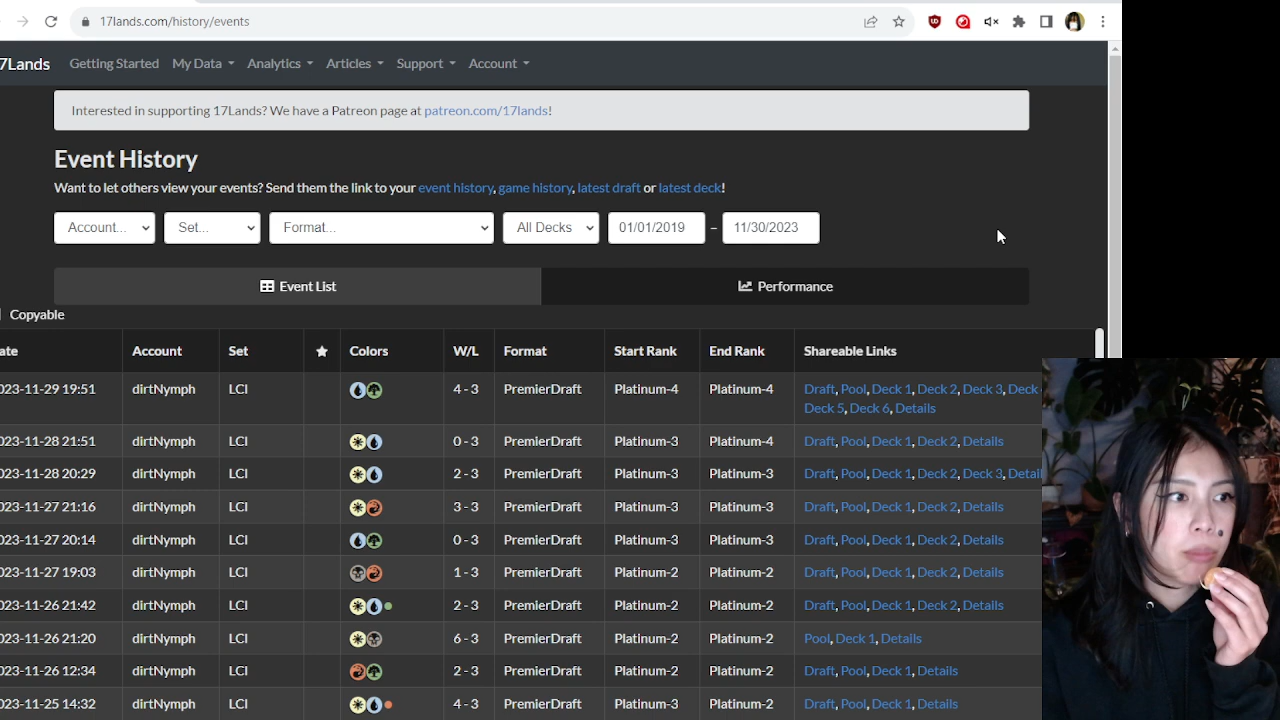 17lands.com/history/events
7Lands Getting Started My Data Analytics Articles Support Account
Interested in supporting 17Lands? We have a Patreon page at patreon.com/17lands!
Event History
Want to let others view your events? Send them the link to your event history, game history, latest draft or latest deck!
Account... Set... Format... All Decks 01/01/2019 – 11/30/2023
Event List Performance
Copyable
ate Account Set Colors W/L Format Start Rank End Rank Shareable Links
023-11-29 19:51 dirtNymph LCI 4 - 3 PremierDraft Platinum-4 Platinum-4 Draft, Pool, Deck 1, Deck 2, Deck 3, Deck
Deck 5, Deck 6, Details
023-11-28 21:51 dirtNymph LCI 0 - 3 PremierDraft Platinum-3 Platinum-4 Draft, Pool, Deck 1, Deck 2, Details
023-11-28 20:29 dirtNymph LCI 2 - 3 PremierDraft Platinum-3 Platinum-3 Draft, Pool, Deck 1, Deck 2, Deck 3, Detail
023-11-27 21:16 dirtNymph LCI 3 - 3 PremierDraft Platinum-3 Platinum-3 Draft, Pool, Deck 1, Deck 2, Details
023-11-27 20:14 dirtNymph LCI 0 - 3 PremierDraft Platinum-3 Platinum-3 Draft, Pool, Deck 1, Deck 2, Details
023-11-27 19:03 dirtNymph LCI 1 - 3 PremierDraft Platinum-2 Platinum-2 Draft, Pool, Deck 1, Deck 2, Details
023-11-26 21:42 dirtNymph LCI 2 - 3 PremierDraft Platinum-2 Platinum-2 Draft, Pool, Deck 1, Deck 2, Details
023-11-26 21:20 dirtNymph LCI 6 - 3 PremierDraft Platinum-2 Platinum-2 Pool, Deck 1, Details
023-11-26 12:34 dirtNymph LCI 2 - 3 PremierDraft Platinum-2 Platinum-2 Draft, Pool, Deck 1, Details
023-11-25 14:32 dirtNymph LCI 4 - 3 PremierDraft Platinum-3 Platinum-2 Draft, Pool, Deck 1, Details